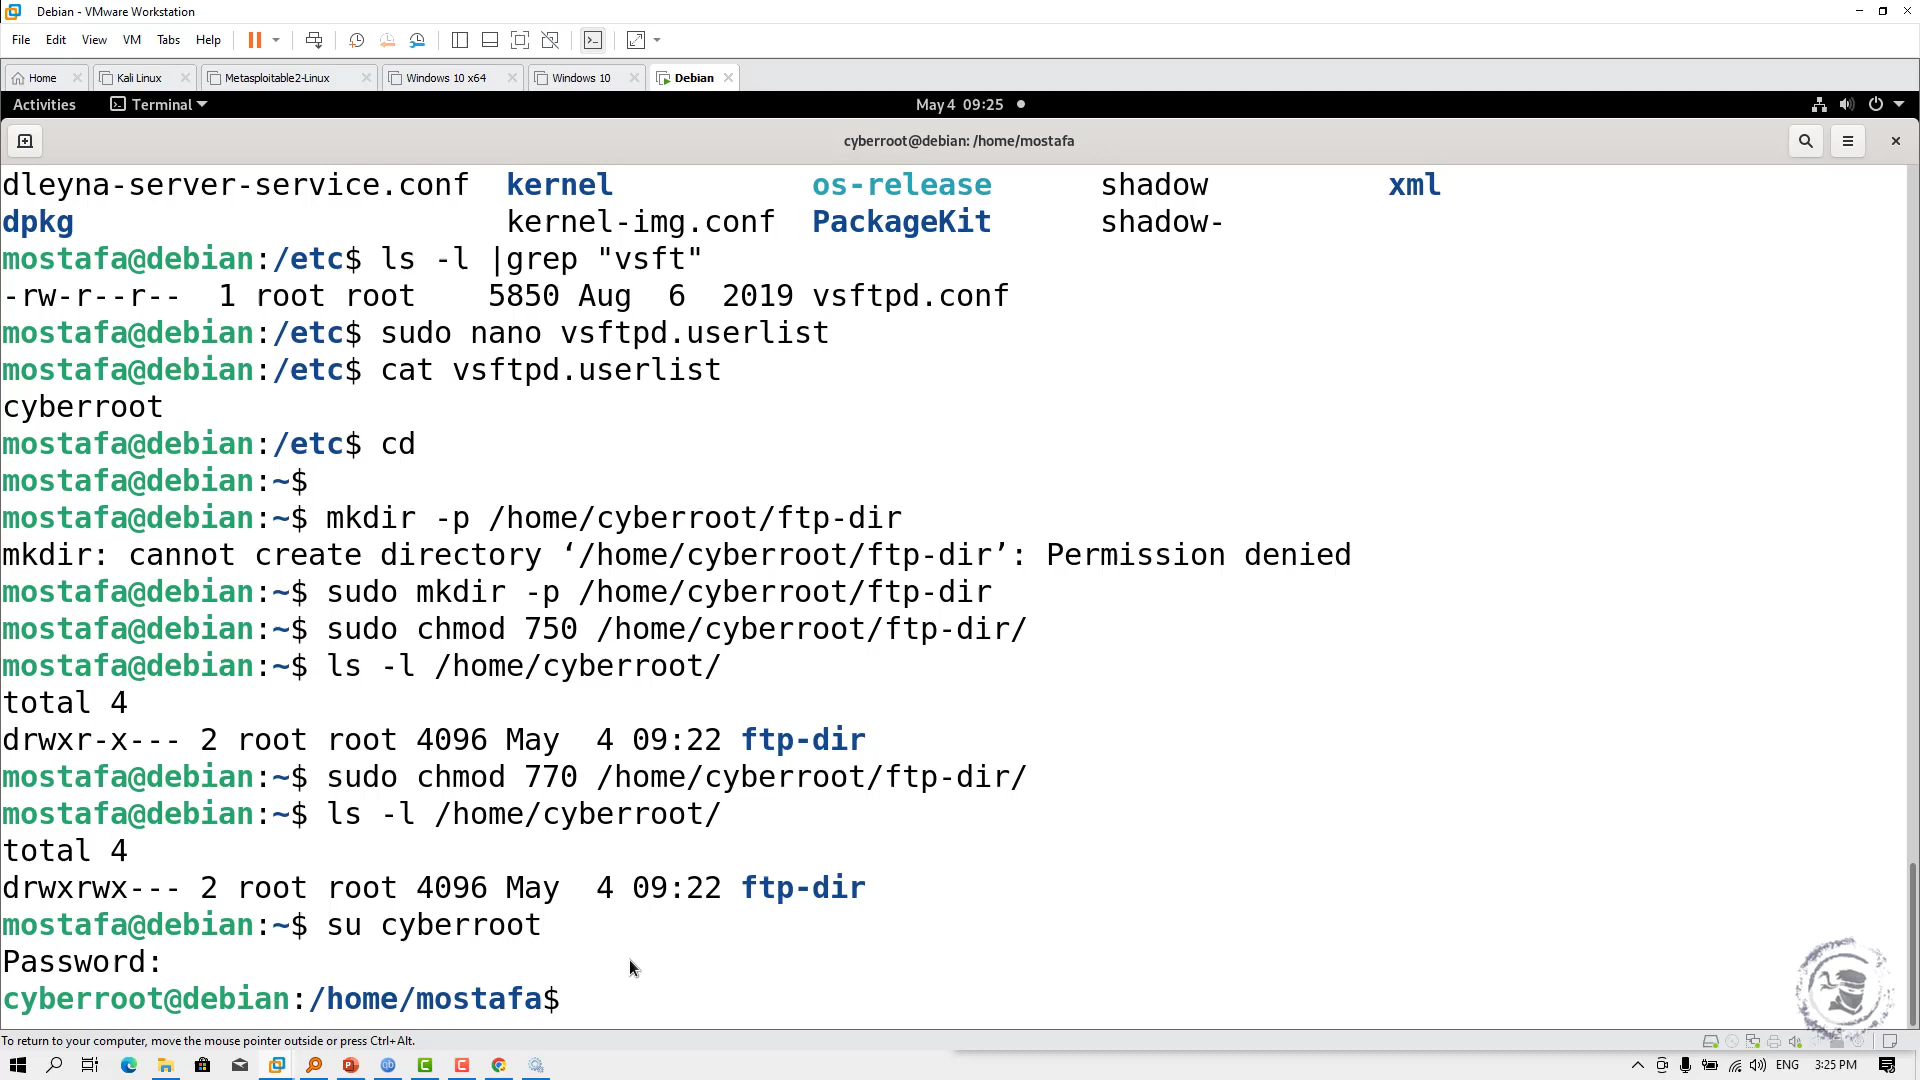 Debian - VMware Workstation
File Edit View VM Tabs Help
Home Kali Linux Metasploitable2-Linux Windows 10 x64 Windows 10 Debian
Activities Terminal May 4 09:25
cyberroot@debian: /home/mostafa
dleyna-server-service.conf kernel os-release shadow xml
dpkg kernel-img.conf PackageKit shadow-
mostafa@debian:/etc$ ls -l |grep "vsft"
-rw-r--r-- 1 root root 5850 Aug 6 2019 vsftpd.conf
mostafa@debian:/etc$ sudo nano vsftpd.userlist
mostafa@debian:/etc$ cat vsftpd.userlist
cyberroot
mostafa@debian:/etc$ cd
mostafa@debian:~$
mostafa@debian:~$ mkdir -p /home/cyberroot/ftp-dir
mkdir: cannot create directory ‘/home/cyberroot/ftp-dir’: Permission denied
mostafa@debian:~$ sudo mkdir -p /home/cyberroot/ftp-dir
mostafa@debian:~$ sudo chmod 750 /home/cyberroot/ftp-dir/
mostafa@debian:~$ ls -l /home/cyberroot/
total 4
drwxr-x--- 2 root root 4096 May 4 09:22 ftp-dir
mostafa@debian:~$ sudo chmod 770 /home/cyberroot/ftp-dir/
mostafa@debian:~$ ls -l /home/cyberroot/
total 4
drwxrwx--- 2 root root 4096 May 4 09:22 ftp-dir
mostafa@debian:~$ su cyberroot
Password:
cyberroot@debian:/home/mostafa$
To return to your computer, move the mouse pointer outside or press Ctrl+Alt.
ENG 3:25 PM